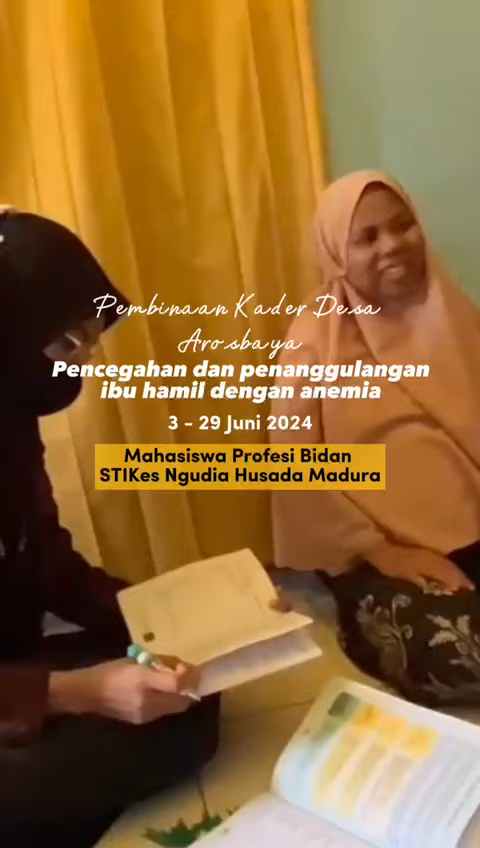 Pembinaan Kader Desa
Arosbaya
Pencegahan dan penanggulangan
ibu hamil dengan anemia
3 - 29 Juni 2024
Mahasiswa Profesi Bidan
STIKes Ngudia Husada Madura